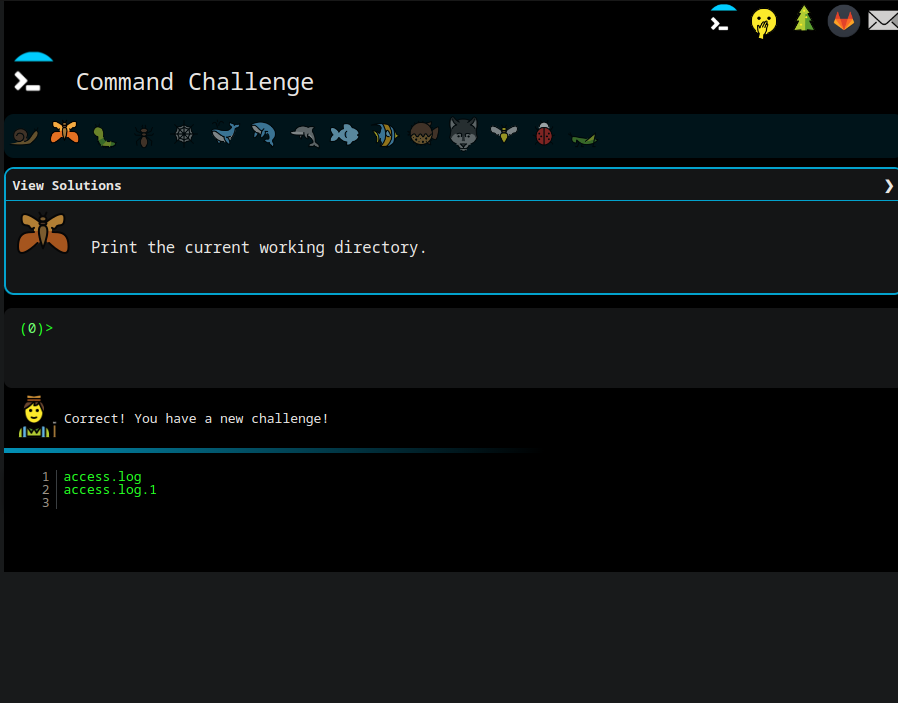 Command Challenge
View Solutions
Print the current working directory.
(0)>
Correct! You have a new challenge!
1 access.log
2 access.log.1
3